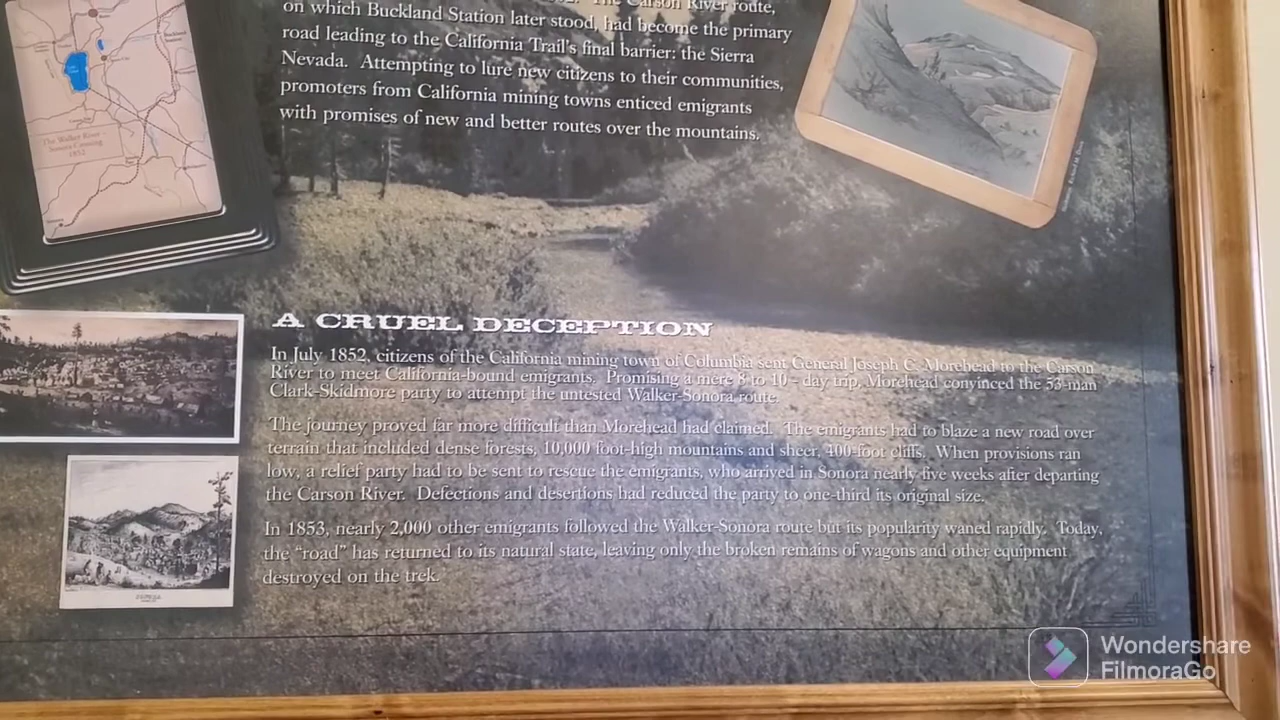 Carson River route,
on which Buckland Station later stood, had become the primary
road leading to the California Trail's final barrier: the Sierra
Nevada. Attempting to lure new citizens to their communities,
promoters from California mining towns enticed emigrants
with promises of new and better routes over the mountains.
The Walker River -
Sonora Crossing
1852
A CRUEL DECEPTION
In July 1852, citizens of the California mining town of Columbia sent General Joseph C. Morehead to the Carson
River to meet California-bound emigrants. Promising a mere 8 to 10 - day trip, Morehead convinced the 53-man
Clark-Skidmore party to attempt the untested Walker-Sonora route.
The journey proved far more difficult than Morehead had claimed. The emigrants had to blaze a new road over
terrain that included dense forests, 10,000 foot-high mountains and sheer, 400-foot cliffs. When provisions ran
low, a relief party had to be sent to rescue the emigrants, who arrived in Sonora nearly five weeks after departing
the Carson River. Defections and desertions had reduced the party to one-third its original size.
In 1853, nearly 2,000 other emigrants followed the Walker-Sonora route but its popularity waned rapidly. Today,
the "road" has returned to its natural state, leaving only the broken remains of wagons and other equipment
destroyed on the trek.
Wondershare
FilmoraGo